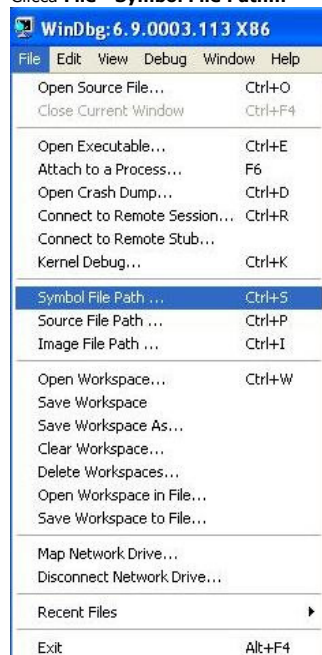 File - Symbol File Path...
WinDbg:6.9.0003.113 X86
File Edit View Debug Window Help
Open Source File... Ctrl+O
Close Current Window Ctrl+F4
Open Executable... Ctrl+E
Attach to a Process... F6
Open Crash Dump... Ctrl+D
Connect to Remote Session... Ctrl+R
Connect to Remote Stub...
Kernel Debug... Ctrl+K
Symbol File Path ... Ctrl+S
Source File Path ... Ctrl+P
Image File Path ... Ctrl+I
Open Workspace... Ctrl+W
Save Workspace
Save Workspace As...
Clear Workspace...
Delete Workspaces...
Open Workspace in File...
Save Workspace to File...
Map Network Drive...
Disconnect Network Drive...
Recent Files
Exit Alt+F4